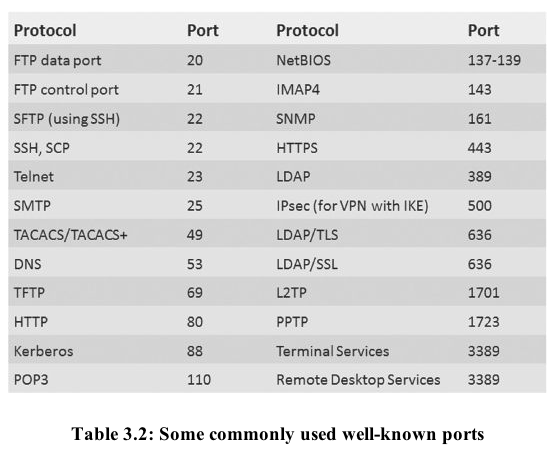 Protocol Port Protocol Port
FTP data port 20 NetBIOS 137-139
FTP control port 21 IMAP4 143
SFTP (using SSH) 22 SNMP 161
SSH, SCP 22 HTTPS 443
Telnet 23 LDAP 389
SMTP 25 IPsec (for VPN with IKE) 500
TACACS/TACACS+ 49 LDAP/TLS 636
DNS 53 LDAP/SSL 636
TFTP 69 L2TP 1701
HTTP 80 PPTP 1723
Kerberos 88 Terminal Services 3389
POP3 110 Remote Desktop Services 3389
Table 3.2: Some commonly used well-known ports